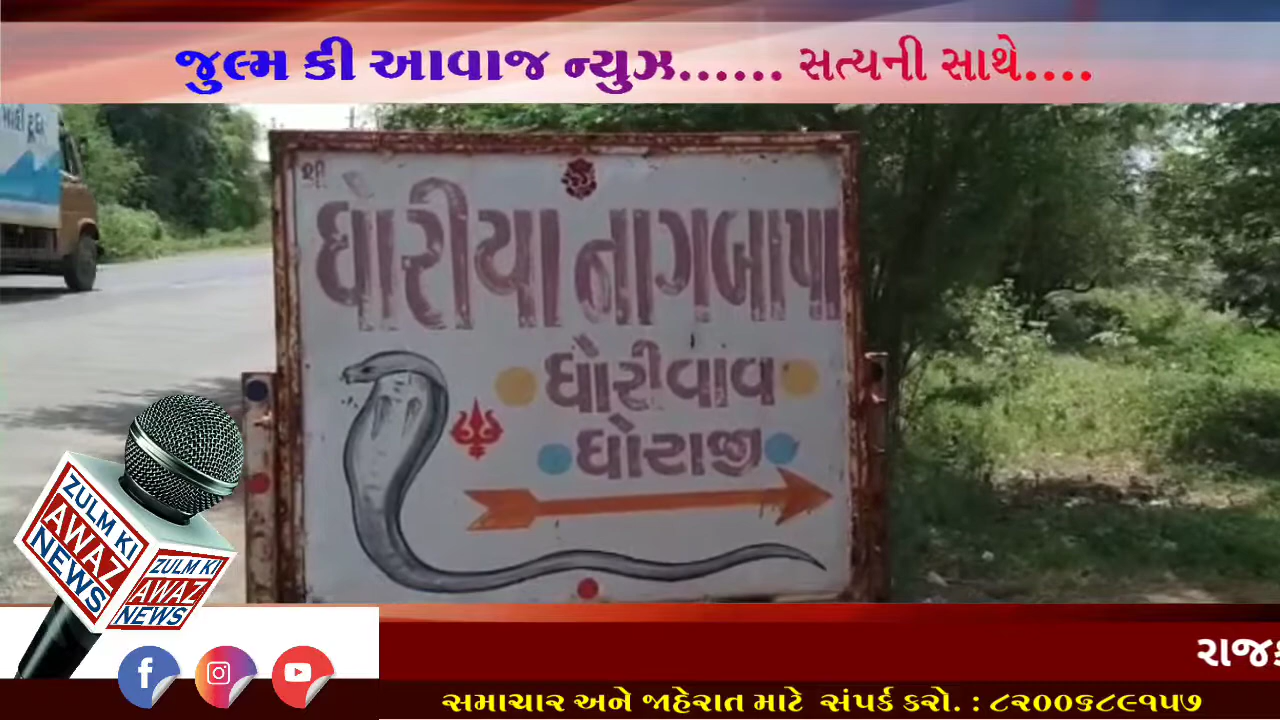 જુલ્મ કી આવાજ ન્યુઝ...... સત્યની સાથે....
શ્રી
ધોરીયા નાગબાપા
ધોરીવાવ
ધોરાજી
ZULM KI
AWAZ
NEWS
ZULM KI
AWAZ
NEWS
સમાચાર અને જાહેરાત માટે સંપર્ક કરો. : ૮૨૦૦૬૮૯૧૫૭